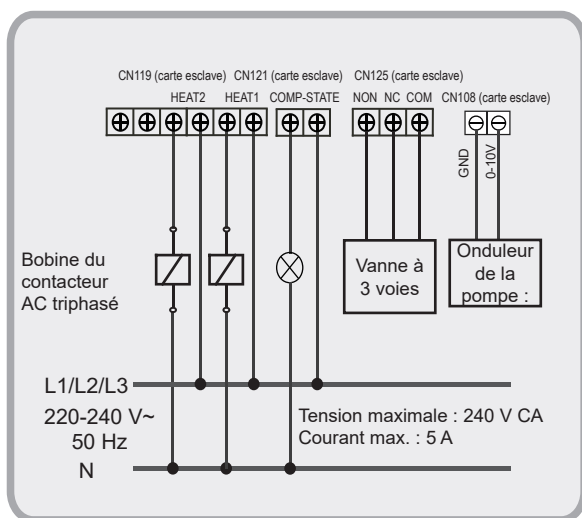 CN119 (carte esclave) CN121 (carte esclave) CN125 (carte esclave)
HEAT2 HEAT1 COMP-STATE NON NC COM CN108 (carte esclave)
GND
0-10V
Bobine du
contacteur
AC triphasé
Vanne à
3 voies
Onduleur
de la
pompe :
L1/L2/L3
220-240 V~
50 Hz
N
Tension maximale : 240 V CA
Courant max. : 5 A